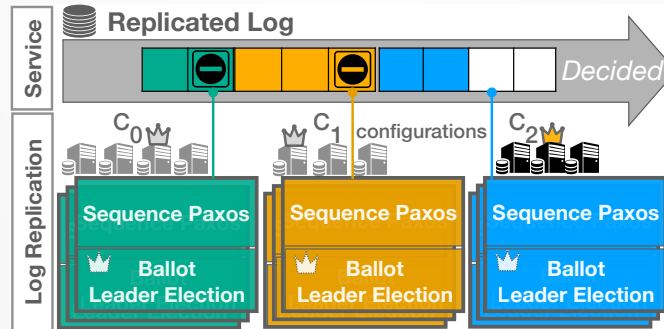 Service
Replicated Log
Decided
Log Replication
C0
C1
configurations
C2
Sequence Paxos
Sequence Paxos
Sequence Paxos
Ballot
Leader Election
Ballot
Leader Election
Ballot
Leader Election